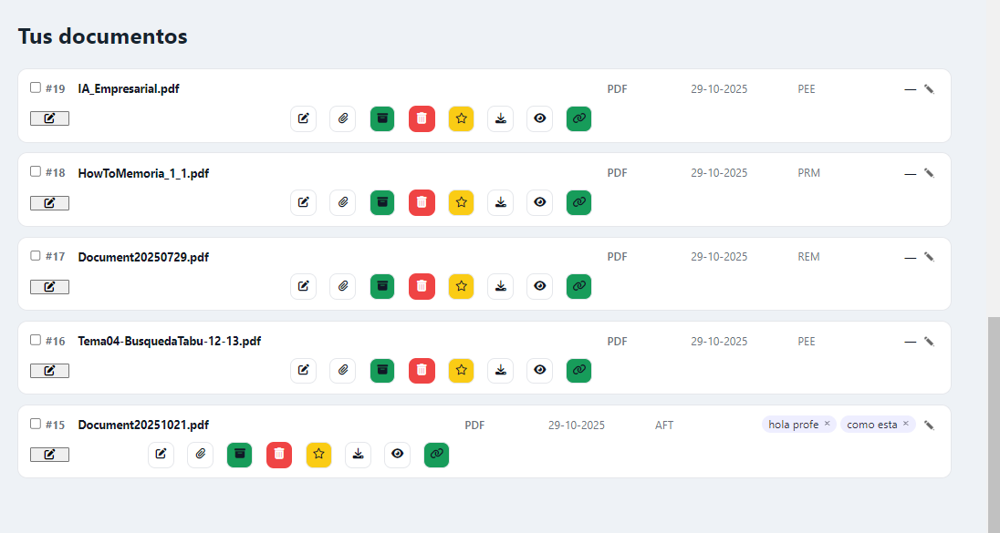 Tus documentos
#19 IA_Empresarial.pdf PDF 29-10-2025 PEE —
#18 HowToMemoria_1_1.pdf PDF 29-10-2025 PRM —
#17 Document20250729.pdf PDF 29-10-2025 REM —
#16 Tema04-BusquedaTabu-12-13.pdf PDF 29-10-2025 PEE —
#15 Document20251021.pdf PDF 29-10-2025 AFT hola profe × como esta ×